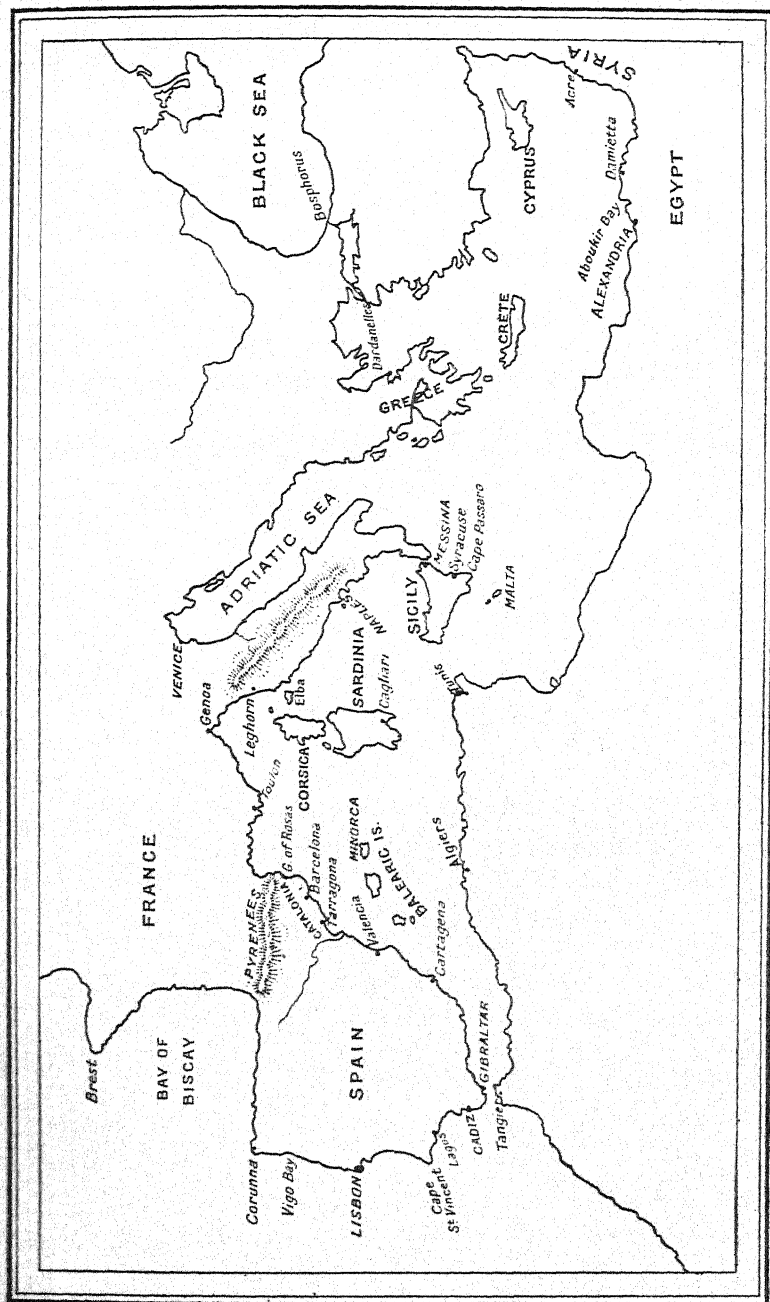 Brest
BAY OF
BISCAY
FRANCE
Corunna
Vigo Bay
LISBON
Cape
St Vincent
Lagos
CADIZ
Tangier
GIBRALTAR
SPAIN
PYRENEES
CATALONIA
G. of Rosas
Barcelona
Tarragona
Valencia
Cartagena
MINORCA
BALEARIC IS.
Algiers
Toulon
Genoa
VENICE
Leghorn
Elba
CORSICA
SARDINIA
Cagliari
Tunis
NAPLES
SICILY
MESSINA
Syracuse
Cape Passaro
MALTA
ADRIATIC SEA
GREECE
CRETE
Dardanelles
Bosphorus
BLACK SEA
CYPRUS
SYRIA
Acre
Damietta
Aboukir Bay
ALEXANDRIA
EGYPT